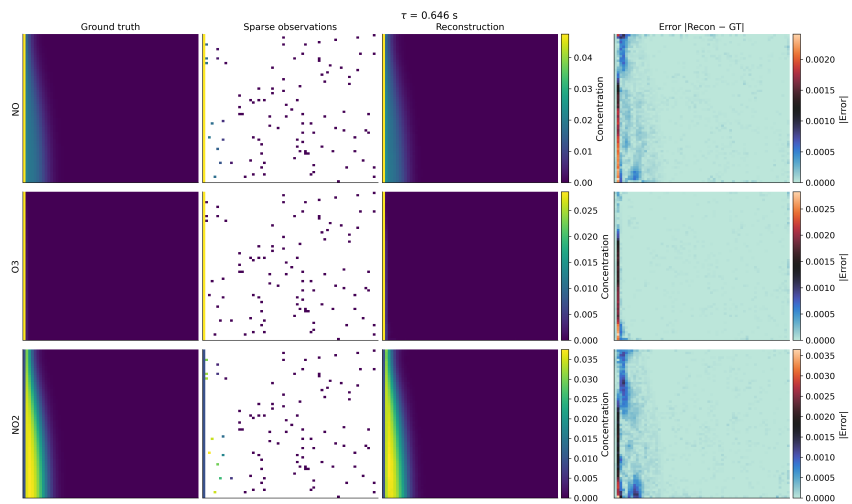 τ = 0.646 s
Ground truth
Sparse observations
Reconstruction
Error |Recon − GT|
NO
0.04
0.03
0.02
0.01
0.00
Concentration
0.0020
0.0015
0.0010
0.0005
0.0000
|Error|
O3
0.025
0.020
0.015
0.010
0.005
0.000
Concentration
0.0025
0.0020
0.0015
0.0010
0.0005
0.0000
|Error|
NO2
0.035
0.030
0.025
0.020
0.015
0.010
0.005
0.000
Concentration
0.0035
0.0030
0.0025
0.0020
0.0015
0.0010
0.0005
0.0000
|Error|